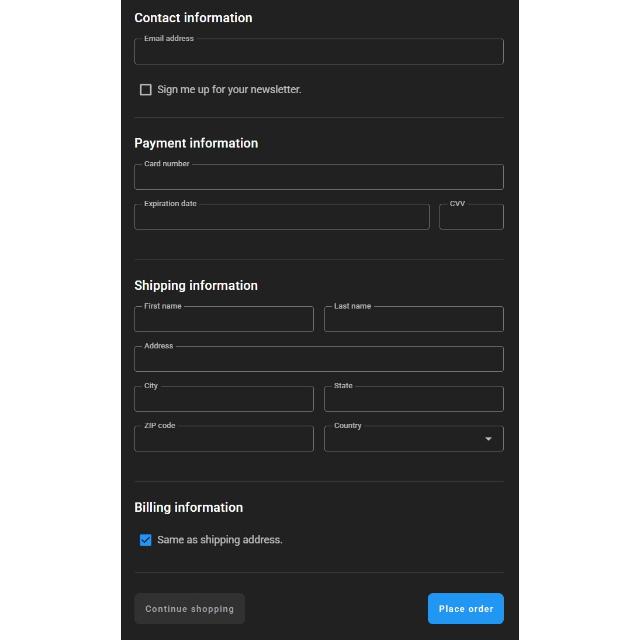 Contact information
Email address
Sign me up for your newsletter.
Payment information
Card number
Expiration date
CVV
Shipping information
First name
Last name
Address
City
State
ZIP code
Country
Billing information
Same as shipping address.
Continue shopping
Place order